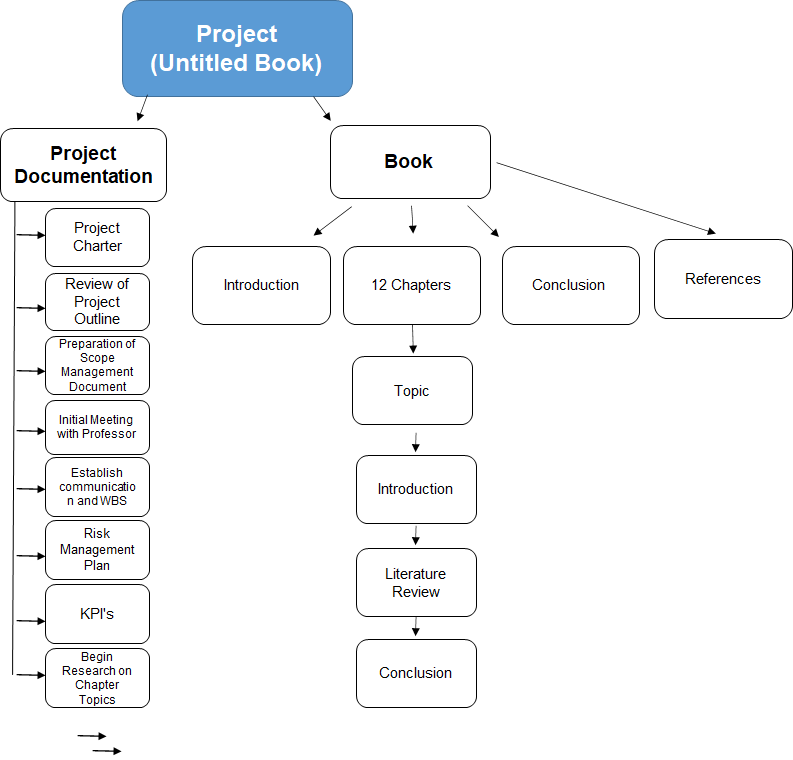 Project
(Untitled Book)
Project
Documentation
Book
Project
Charter
Review of
Project
Outline
Preparation of
Scope
Management
Document
Initial Meeting
with Professor
Establish
communicatio
n and WBS
Risk
Management
Plan
KPI's
Begin
Research on
Chapter
Topics
Introduction
12 Chapters
Conclusion
References
Topic
Introduction
Literature
Review
Conclusion